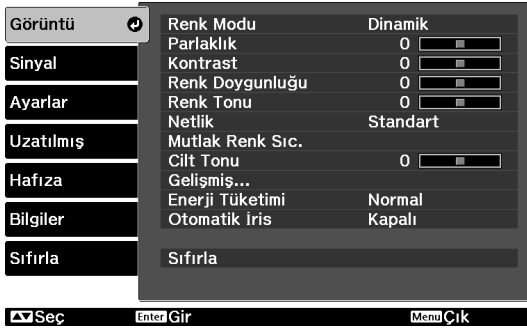 Görüntü
Sinyal
Ayarlar
Uzatılmış
Hafıza
Bilgiler
Sıfırla
Renk Modu Dinamik
Parlaklık 0
Kontrast 0
Renk Doygunluğu 0
Renk Tonu 0
Netlik Standart
Mutlak Renk Sıc.
Cilt Tonu 0
Gelişmiş...
Enerji Tüketimi Normal
Otomatik İris Kapalı
Sıfırla
Seç Enter Gir Menu Çık